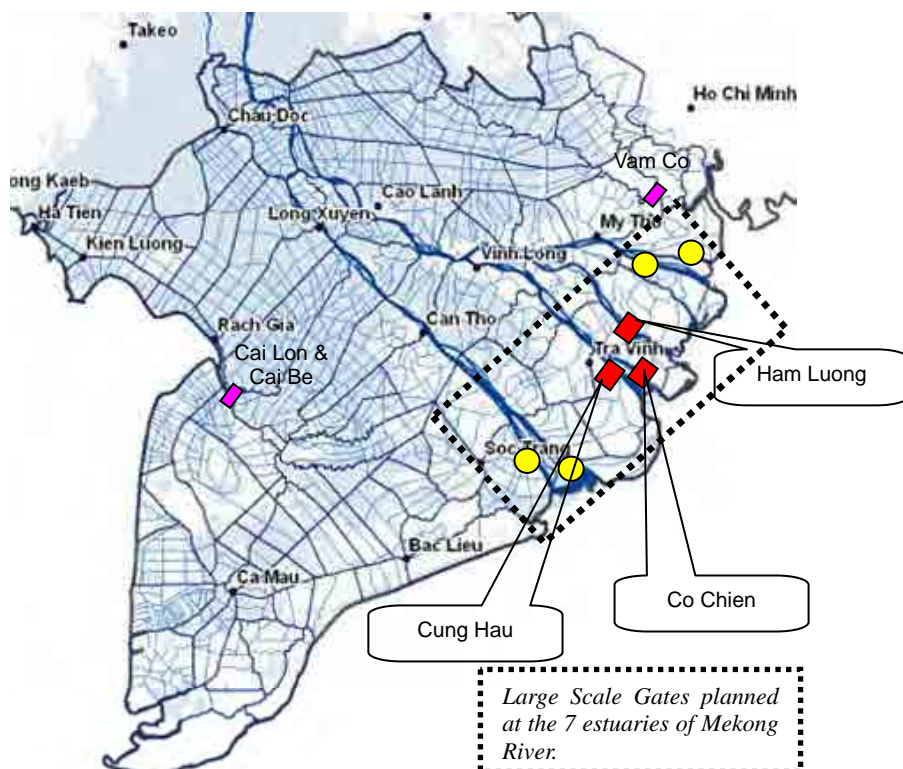 Takeo
Ho Chi Minh
Chau Doc
Vam Co
ong Kaeb
Cao Lanh
Ha Tien
Long Xuyen
My Tho
Kien Luong
Vinh Long
Rach Gia
Can Tho
Cai Lon &
Cai Be
Tra Vinh
Ham Luong
Soc Trang
Bac Lieu
Ca Mau
Co Chien
Cung Hau
Large Scale Gates planned
at the 7 estuaries of Mekong
River.